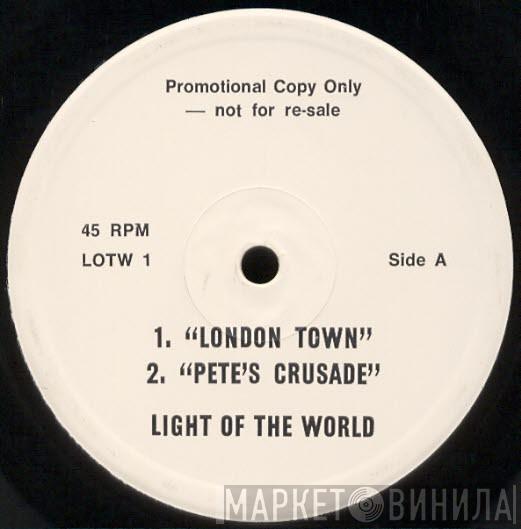 Promotional Copy Only
— not for re-sale
45 RPM
LOTW 1
Side A
1. "LONDON TOWN"
2. "PETE'S CRUSADE"
LIGHT OF THE WORLD
МАРКЕТ ВИНИЛА